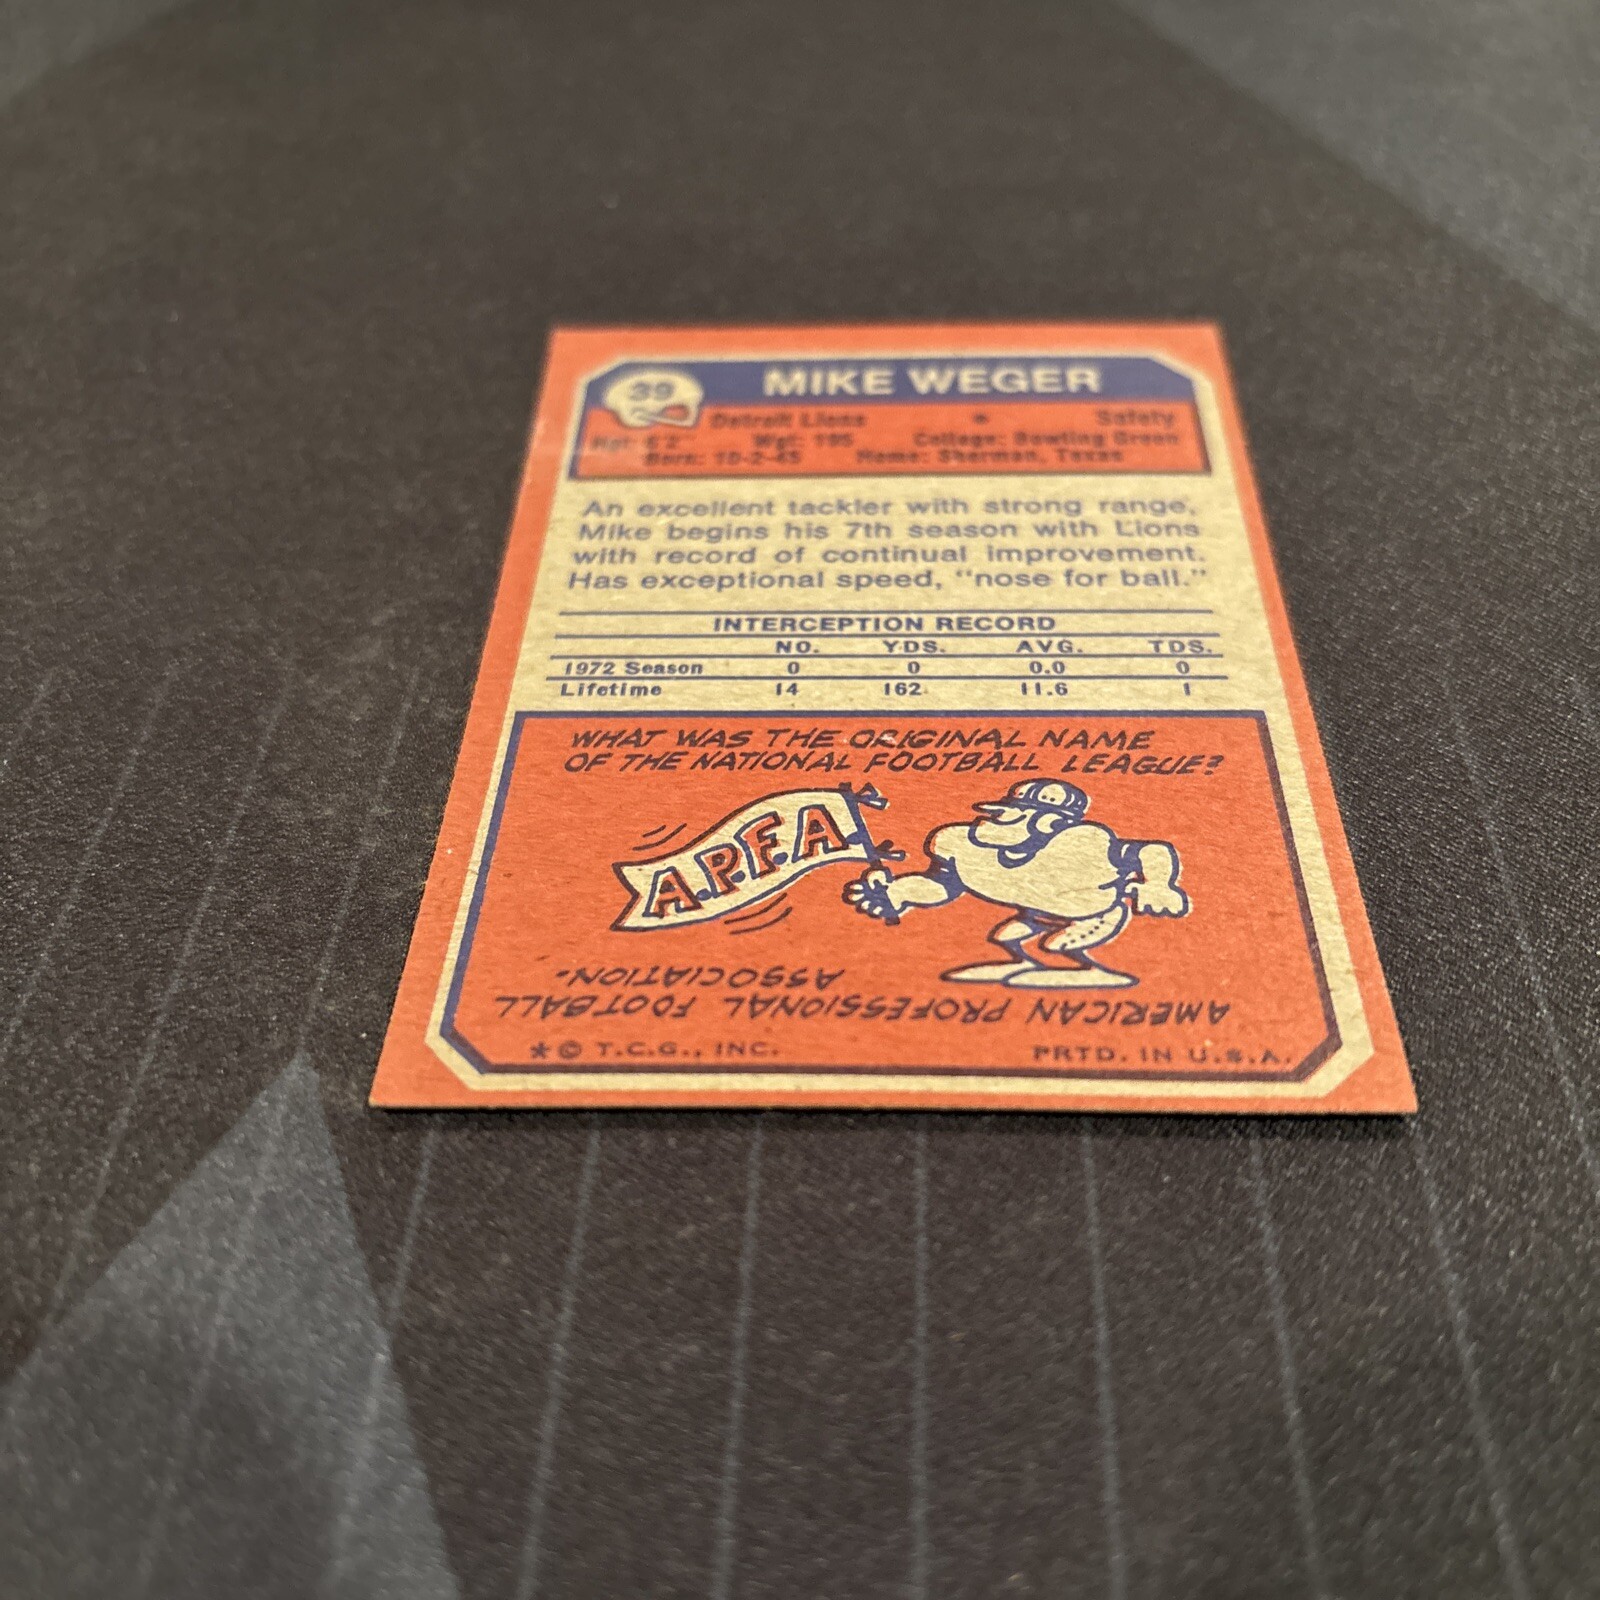 39
MIKE WEGER
Detroit Lions * Safety
Hgt: 6'2" Wgt: 195 College: Bowling Green
Born: 10-2-45 Home: Sherman, Texas
An excellent tackler with strong range,
Mike begins his 7th season with Lions
with record of continual improvement.
Has exceptional speed, "nose for ball."
INTERCEPTION RECORD
NO. YDS. AVG. TDS.
1972 Season 0 0 0.0 0
Lifetime 14 162 11.6 1
WHAT WAS THE ORIGINAL NAME
OF THE NATIONAL FOOTBALL LEAGUE?
A.P.F.A.
AMERICAN PROFESSIONAL FOOTBALL
ASSOCIATION.
*© T.C.G., INC. PRTD. IN U.S.A.